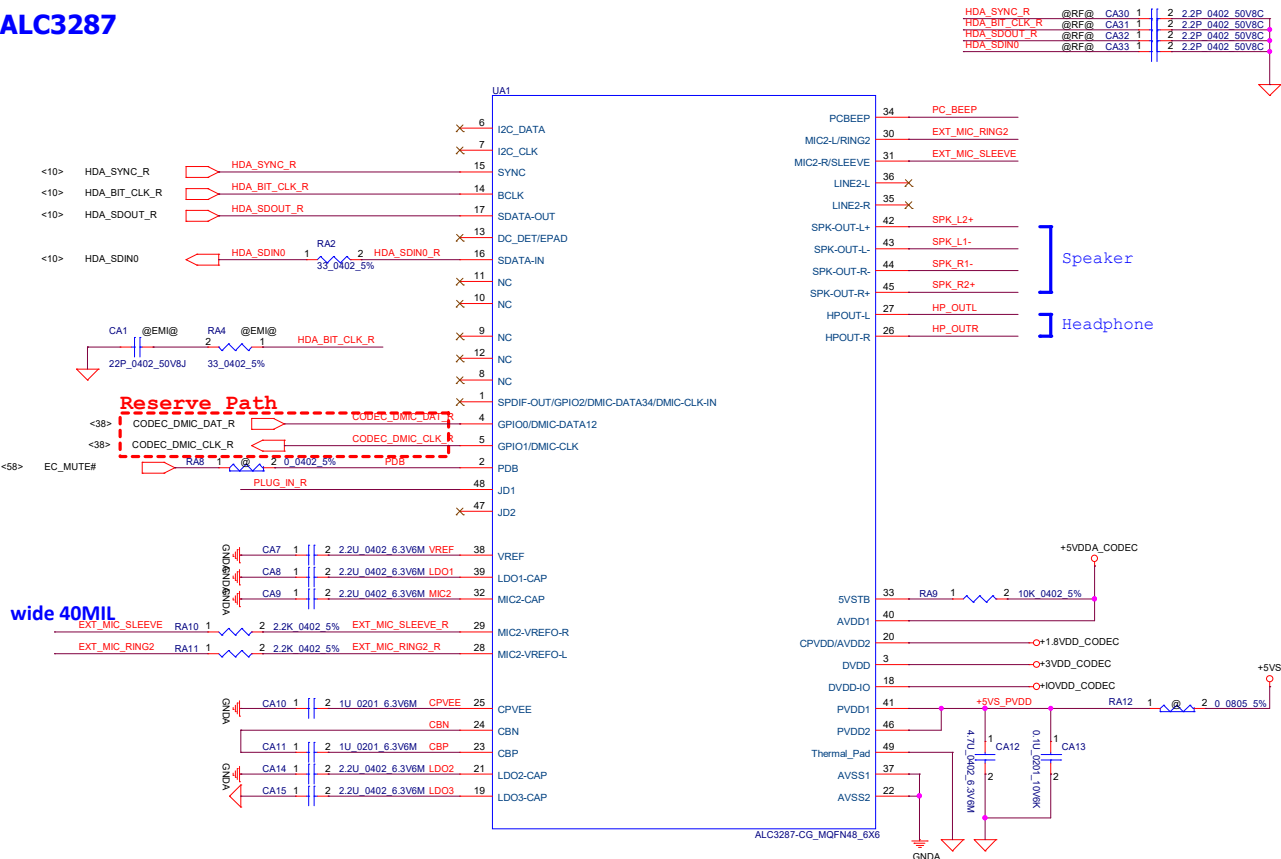 ALC3287
HDA_SYNC_R @RF@ CA30 1 2 2.2P_0402_50V8C
HDA_BIT_CLK_R @RF@ CA31 1 2 2.2P_0402_50V8C
HDA_SDOUT_R @RF@ CA32 1 2 2.2P_0402_50V8C
HDA_SDIN0 @RF@ CA33 1 2 2.2P_0402_50V8C
UA1
6 I2C_DATA
7 I2C_CLK
<10> HDA_SYNC_R HDA_SYNC_R 15 SYNC
<10> HDA_BIT_CLK_R HDA_BIT_CLK_R 14 BCLK
<10> HDA_SDOUT_R HDA_SDOUT_R 17 SDATA-OUT
13 DC_DET/EPAD
<10> HDA_SDIN0 HDA_SDIN0 1 RA2 2 HDA_SDIN0_R 16 SDATA-IN
33_0402_5%
11 NC
10 NC
9 NC
12 NC
8 NC
CA1 @EMI@ RA4 @EMI@
2 1 HDA_BIT_CLK_R
22P_0402_50V8J 33_0402_5%
1 SPDIF-OUT/GPIO2/DMIC-DATA34/DMIC-CLK-IN
Reserve Path
<38> CODEC_DMIC_DAT_R CODEC_DMIC_DAT_R 4 GPIO0/DMIC-DATA12
<38> CODEC_DMIC_CLK_R CODEC_DMIC_CLK_R 5 GPIO1/DMIC-CLK
<58> EC_MUTE# RA8 1 @ 2 0_0402_5% PDB 2 PDB
PLUG_IN_R 48 JD1
47 JD2
GNDA CA7 1 2 2.2U_0402_6.3V6M VREF 38 VREF
GNDA CA8 1 2 2.2U_0402_6.3V6M LDO1 39 LDO1-CAP
CA9 1 2 2.2U_0402_6.3V6M MIC2 32 MIC2-CAP
wide 40MIL
EXT_MIC_SLEEVE RA10 1 2 2.2K_0402_5% EXT_MIC_SLEEVE_R 29 MIC2-VREFO-R
EXT_MIC_RING2 RA11 1 2 2.2K_0402_5% EXT_MIC_RING2_R 28 MIC2-VREFO-L
GNDA CA10 1 2 1U_0201_6.3V6M CPVEE 25 CPVEE
CBN 24 CBN
CA11 1 2 1U_0201_6.3V6M CBP 23 CBP
GNDA CA14 1 2 2.2U_0402_6.3V6M LDO2 21 LDO2-CAP
CA15 1 2 2.2U_0402_6.3V6M LDO3 19 LDO3-CAP
PCBEEP 34 PC_BEEP
MIC2-L/RING2 30 EXT_MIC_RING2
MIC2-R/SLEEVE 31 EXT_MIC_SLEEVE
LINE2-L 36
LINE2-R 35
SPK-OUT-L+ 42 SPK_L2+
SPK-OUT-L- 43 SPK_L1-
SPK-OUT-R- 44 SPK_R1-
SPK-OUT-R+ 45 SPK_R2+
Speaker
HPOUT-L 27 HP_OUTL
HPOUT-R 26 HP_OUTR
Headphone
+5VDDA_CODEC
5VSTB 33 RA9 1 2 10K_0402_5%
AVDD1 40
CPVDD/AVDD2 20 +1.8VDD_CODEC
DVDD 3 +3VDD_CODEC
DVDD-IO 18 +IOVDD_CODEC
+5VS
PVDD1 41 +5VS_PVDD RA12 1 @ 2 0_0805_5%
PVDD2 46
Thermal_Pad 49
AVSS1 37
AVSS2 22
4.7U_0402_6.3V6M 1 CA12 2
0.1U_0201_10V6K 1 CA13 2
GNDA
ALC3287-CG_MQFN48_6X6